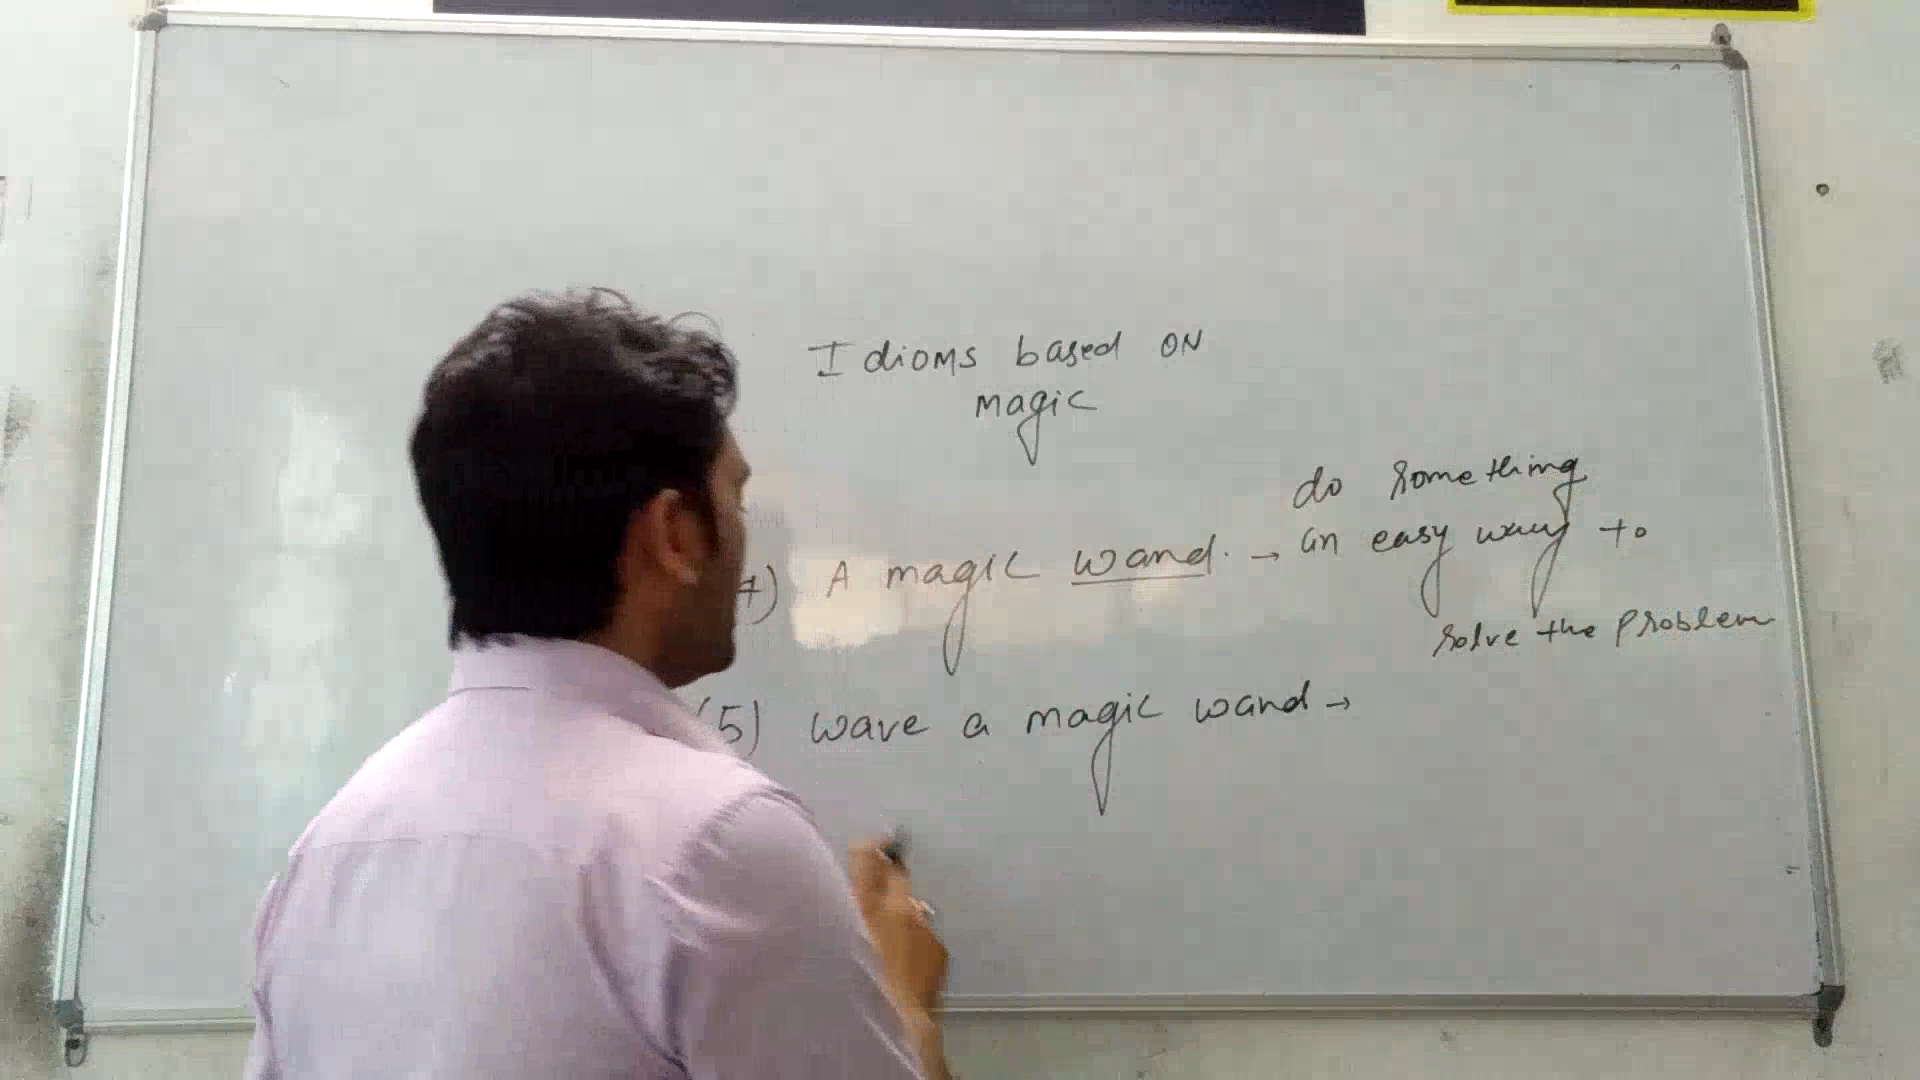 Idioms based ON
magic
do something
4) A magic wand. → an easy way to
solve the problem
(5) wave a magic wand →